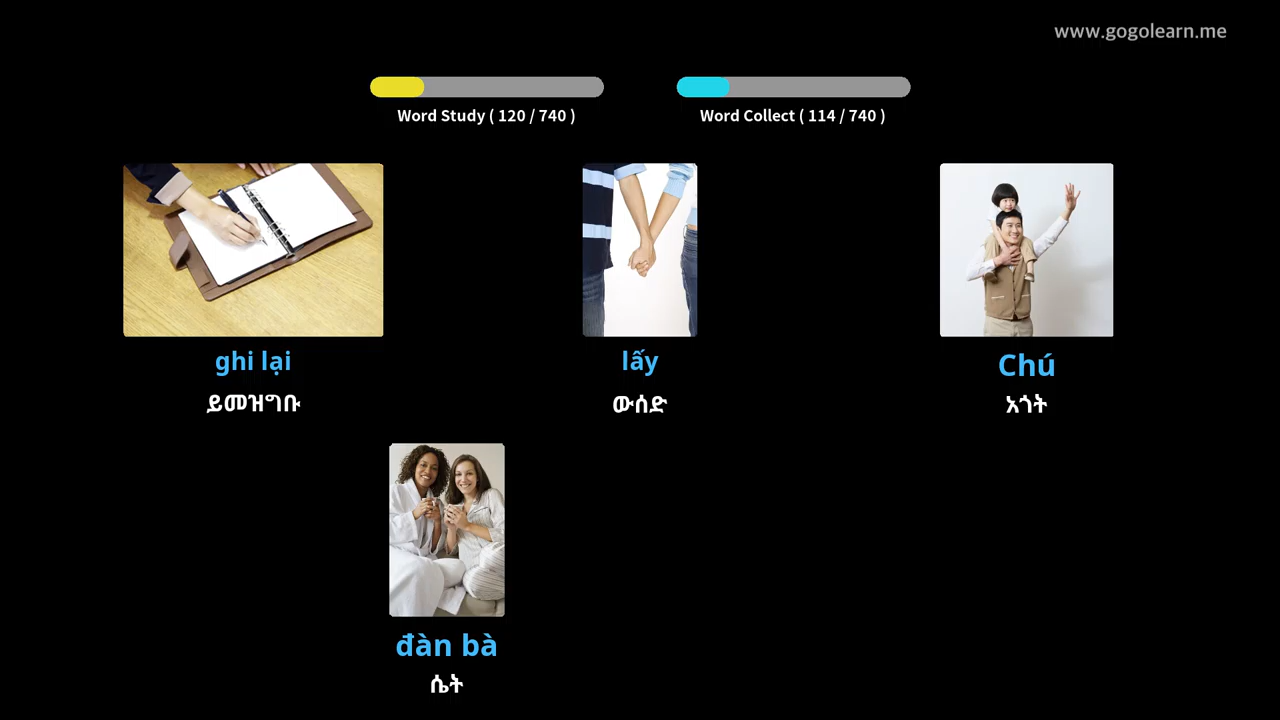 www.gogolearn.me
Word Study ( 120 / 740 )
Word Collect ( 114 / 740 )
ghi lại
ይመዝግቡ
lấy
ውሰድ
Chú
አጎት
đàn bà
ሴት